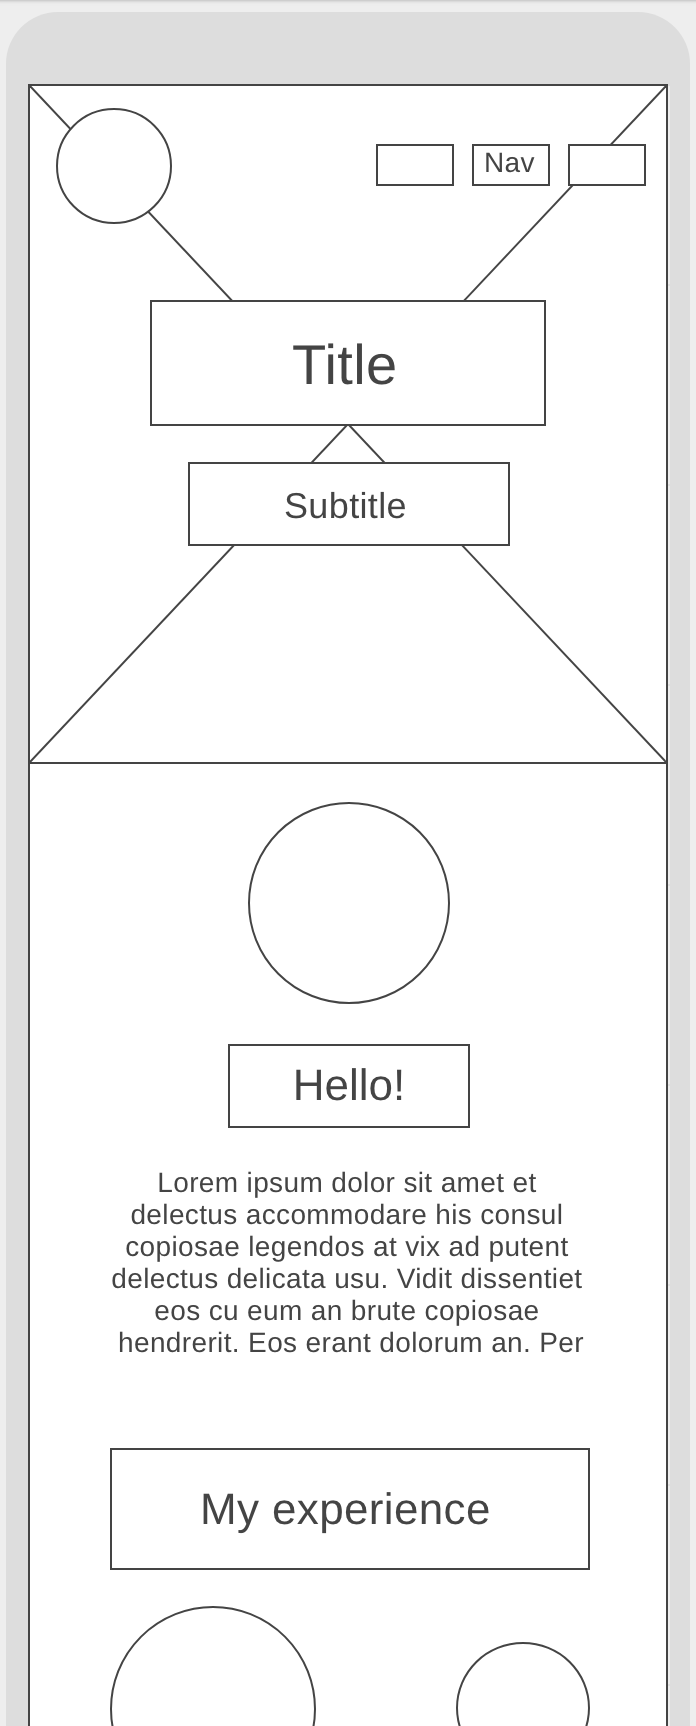 Nav
Title
Subtitle
Hello!
Lorem ipsum dolor sit amet et
delectus accommodare his consul
copiosae legendos at vix ad putent
delectus delicata usu. Vidit dissentiet
eos cu eum an brute copiosae
hendrerit. Eos erant dolorum an. Per
My experience